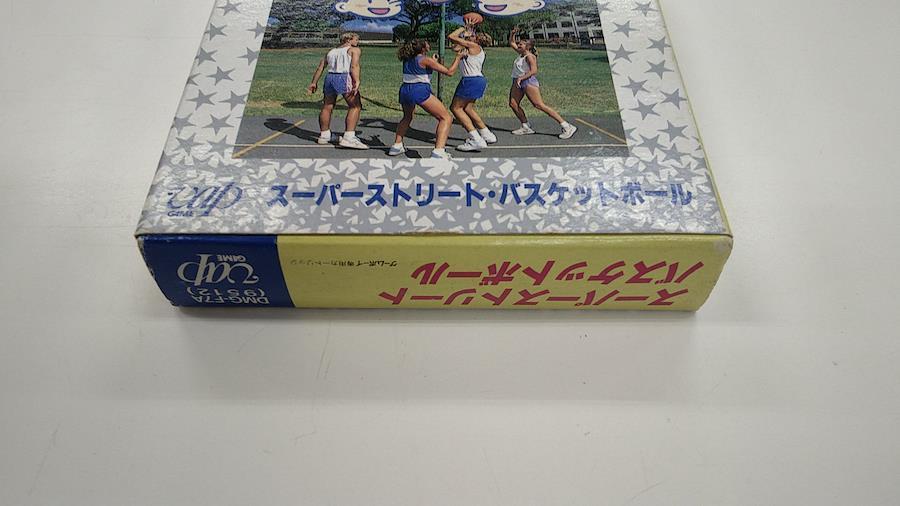 vap
GAME
スーパーストリート・バスケットボール
vap
GAME
DMG-F7A
(9512)
ゲームボーイ専用カートリッジ
スーパーストリート
バスケットボール